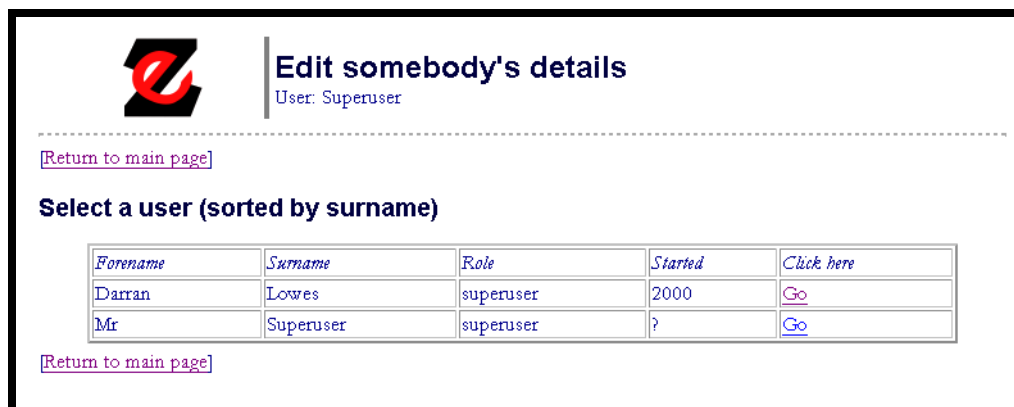 Edit somebody's details
User: Superuser
[Return to main page]
Select a user (sorted by surname)
Forename Surname Role Started Click here
Darran Lowes superuser 2000 Go
Mr Superuser superuser ? Go
[Return to main page]